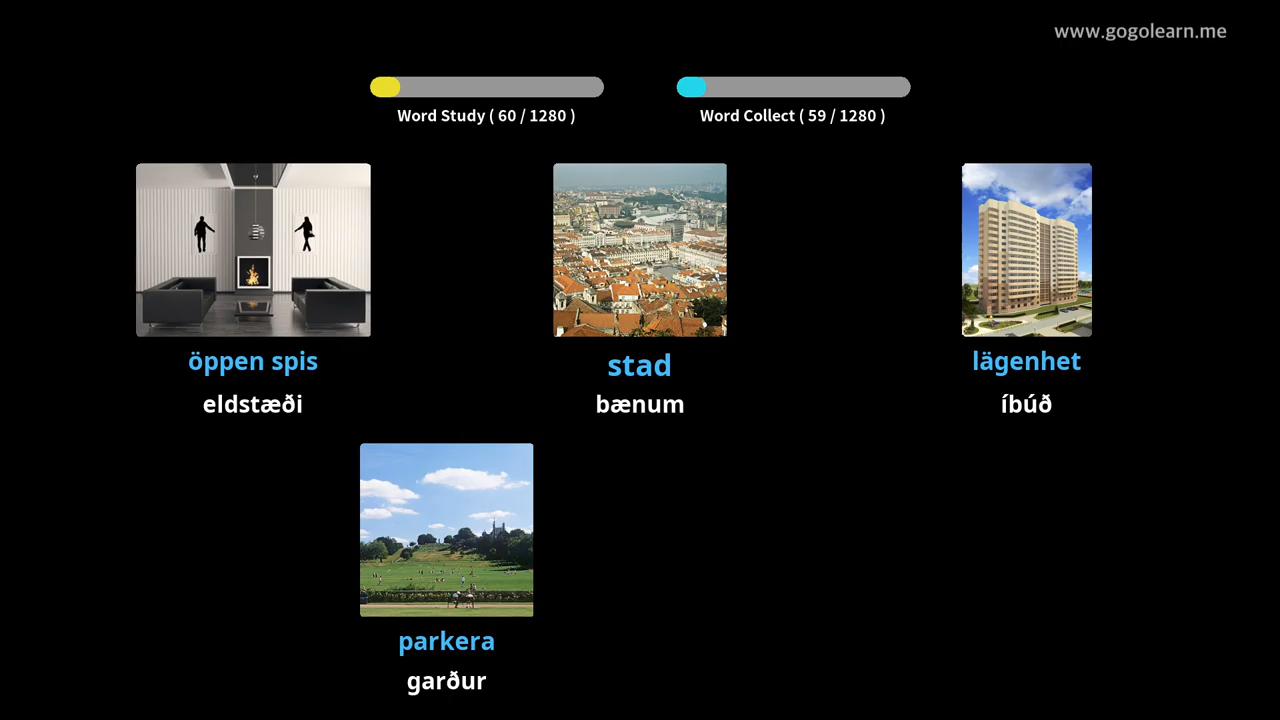 www.gogolearn.me
Word Study ( 60 / 1280 )
Word Collect ( 59 / 1280 )
öppen spis
stad
lägenhet
eldstæði
bænum
íbúð
parkera
garður